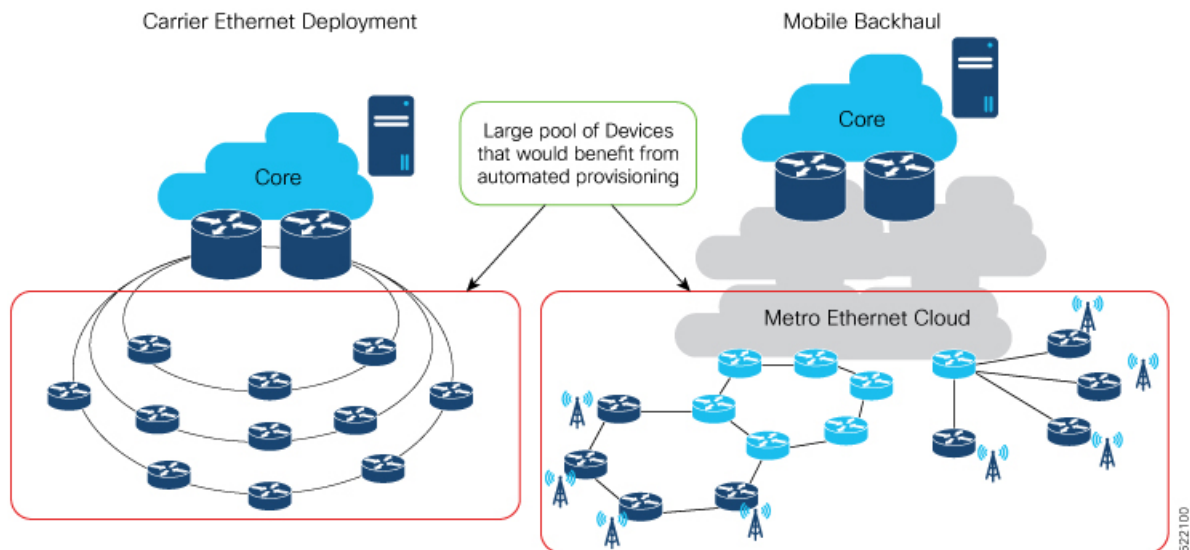 Carrier Ethernet Deployment
Mobile Backhaul
Core
Large pool of Devices
that would benefit from
automated provisioning
Core
Metro Ethernet Cloud
522100